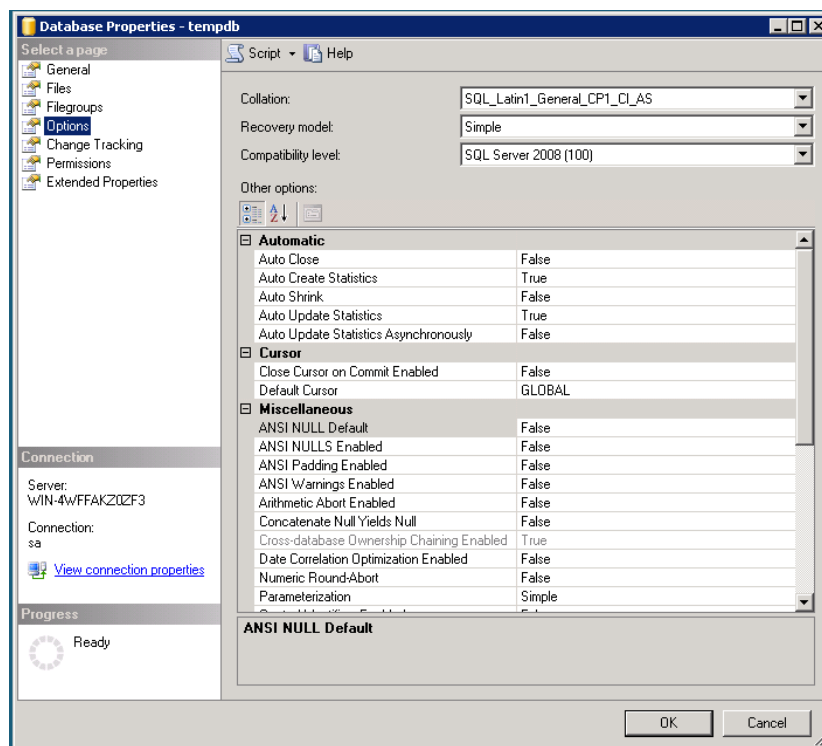 Database Properties - tempdb
Select a page
General
Files
Filegroups
Options
Change Tracking
Permissions
Extended Properties
Script Help
Collation: SQL_Latin1_General_CP1_CI_AS
Recovery model: Simple
Compatibility level: SQL Server 2008 (100)
Other options:
Automatic
Auto Close False
Auto Create Statistics True
Auto Shrink False
Auto Update Statistics True
Auto Update Statistics Asynchronously False
Cursor
Close Cursor on Commit Enabled False
Default Cursor GLOBAL
Miscellaneous
ANSI NULL Default False
ANSI NULLS Enabled False
ANSI Padding Enabled False
ANSI Warnings Enabled False
Arithmetic Abort Enabled False
Concatenate Null Yields Null False
Cross-database Ownership Chaining Enabled True
Date Correlation Optimization Enabled False
Numeric Round-Abort False
Parameterization Simple
ANSI NULL Default
Connection
Server:
WIN-4WFFAKZ0ZF3
Connection:
sa
View connection properties
Progress
Ready
OK Cancel